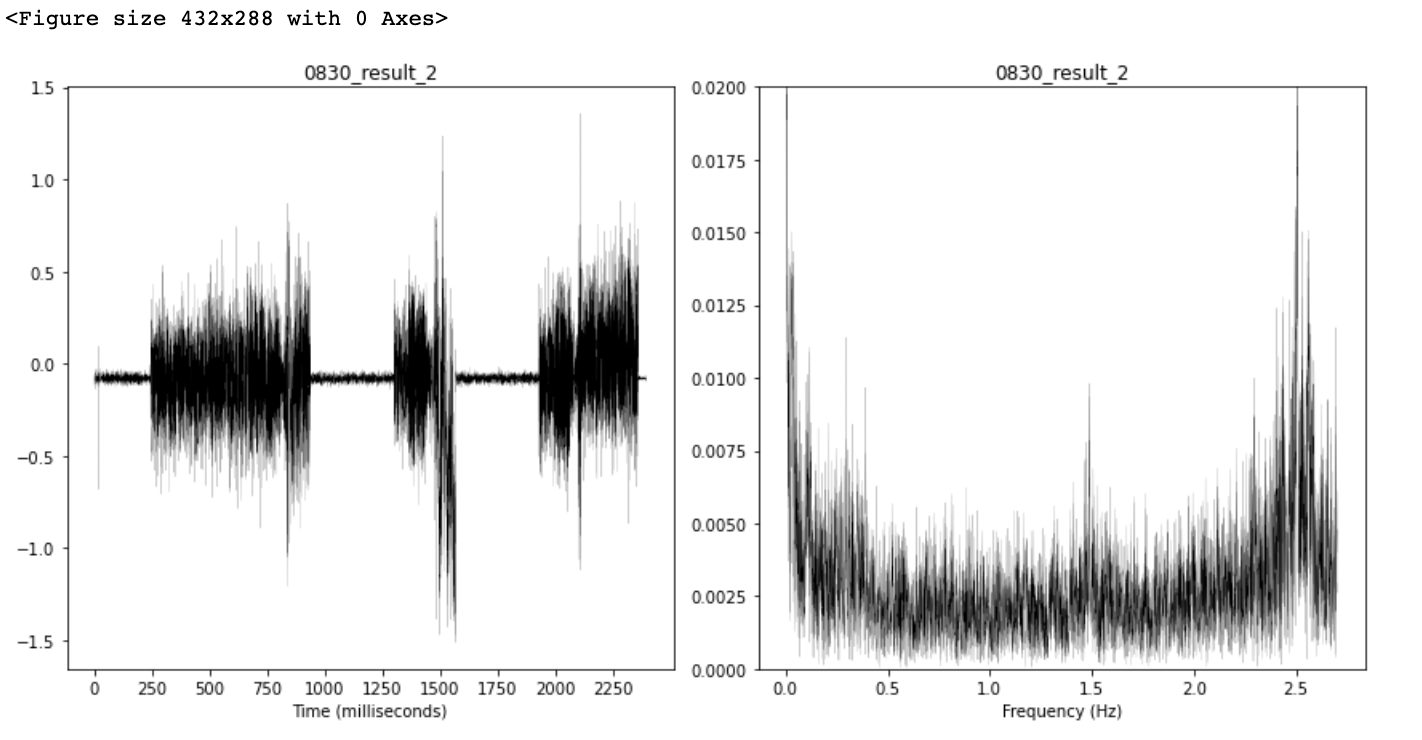 <Figure size 432x288 with 0 Axes>
0830_result_2
1.5
1.0
0.5
0.0
−0.5
−1.0
−1.5
0 250 500 750 1000 1250 1500 1750 2000 2250
Time (milliseconds)
0830_result_2
0.0200
0.0175
0.0150
0.0125
0.0100
0.0075
0.0050
0.0025
0.0000
0.0 0.5 1.0 1.5 2.0 2.5
Frequency (Hz)